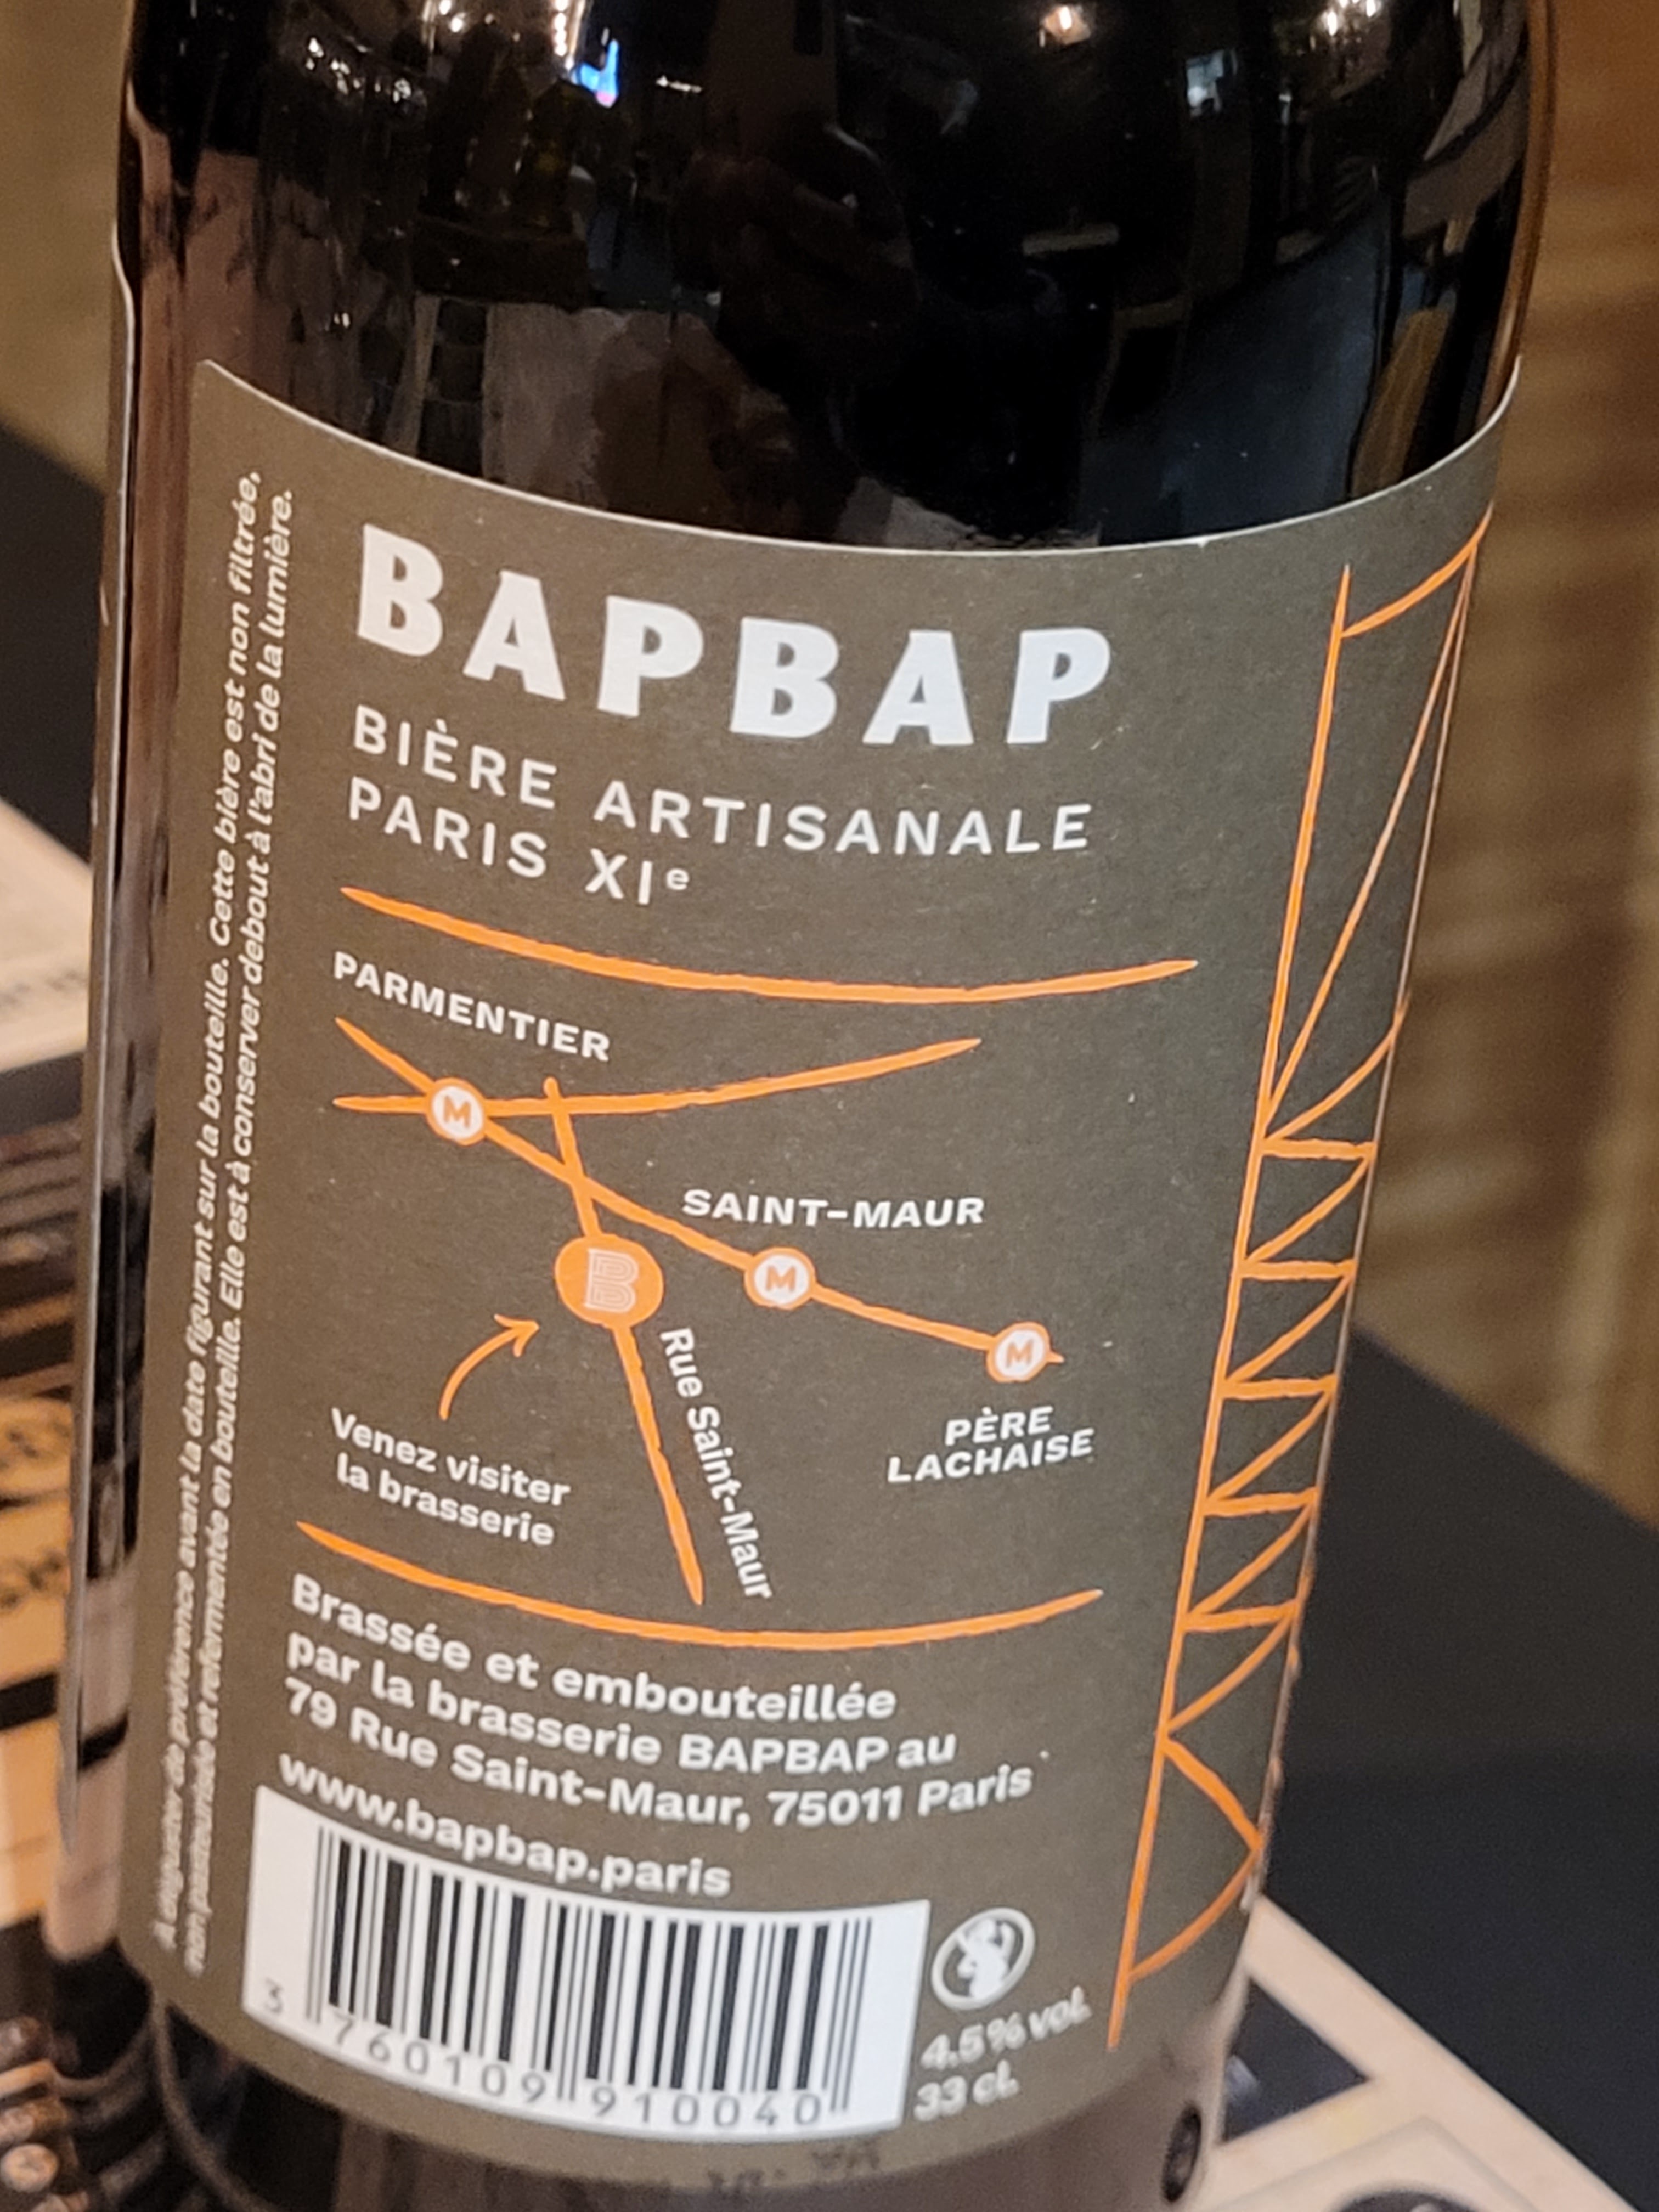 À déguster de préférence avant la date figurant sur la bouteille. Cette bière est non filtrée,
non pasteurisée et refermentée en bouteille. Elle est à conserver debout à l'abri de la lumière.
BAPBAP
BIÈRE ARTISANALE
PARIS XIe
PARMENTIER
M
SAINT-MAUR
B
M
M
Rue Saint-Maur
PÈRE
LACHAISE
Venez visiter
la brasserie
Brassée et embouteillée
par la brasserie BAPBAP au
79 Rue Saint-Maur, 75011 Paris
www.bapbap.paris
3 760109 910040
4.5% vol.
33 cl.